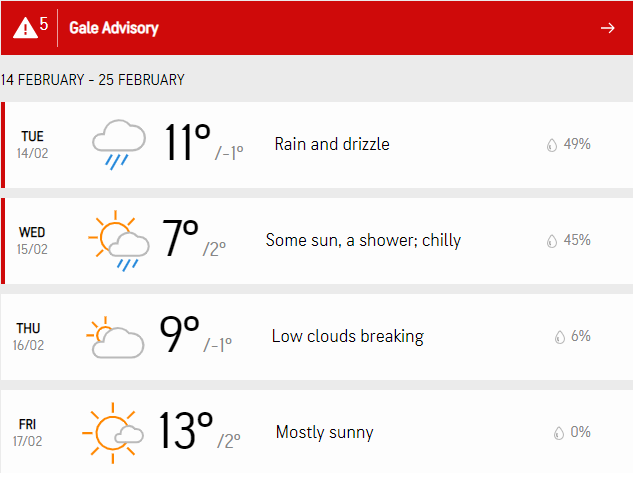 5 Gale Advisory →
14 FEBRUARY - 25 FEBRUARY
TUE
14/02
11° /-1° Rain and drizzle 49%
WED
15/02
7° /2° Some sun, a shower; chilly 45%
THU
16/02
9° /-1° Low clouds breaking 6%
FRI
17/02
13° /2° Mostly sunny 0%